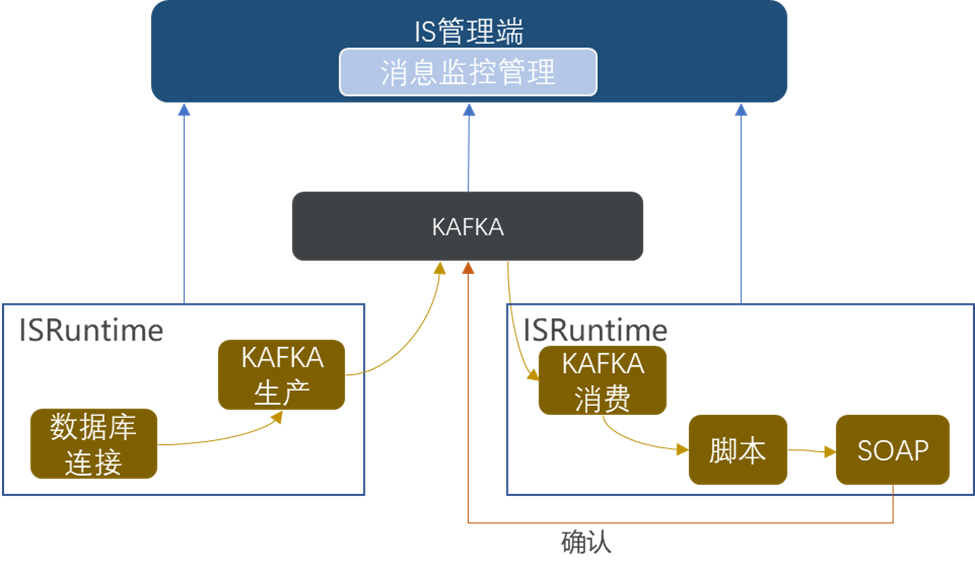 IS管理端
消息监控管理
KAFKA
ISRuntime
KAFKA
生产
数据库
连接
ISRuntime
KAFKA
消费
脚本
SOAP
确认